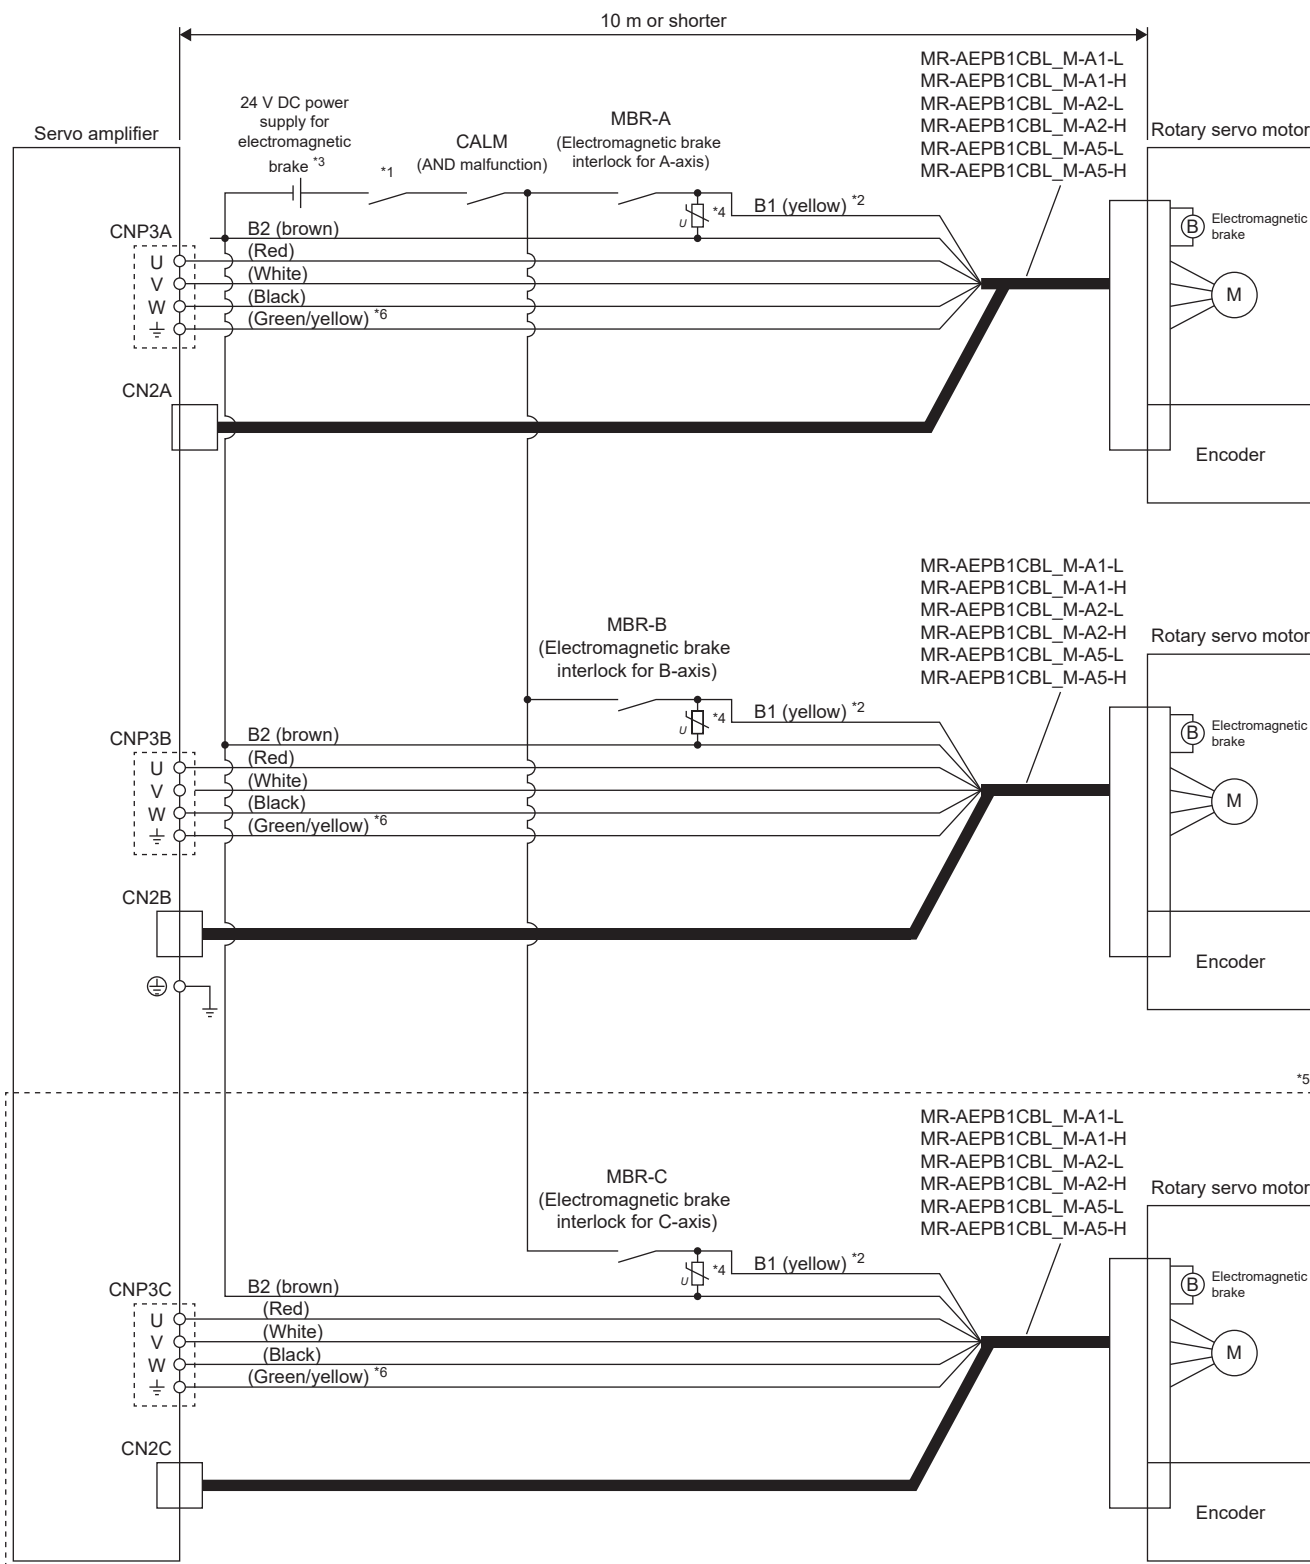 10 m or shorter
MR-AEPB1CBL_M-A1-L
MR-AEPB1CBL_M-A1-H
MR-AEPB1CBL_M-A2-L
MR-AEPB1CBL_M-A2-H
MR-AEPB1CBL_M-A5-L
MR-AEPB1CBL_M-A5-H
24 V DC power
supply for
electromagnetic
brake *3
Servo amplifier
*1
CALM
(AND malfunction)
MBR-A
(Electromagnetic brake
interlock for A-axis)
Rotary servo motor
B1 (yellow) *2
U
*4
B2 (brown)
CNP3A
U
V
W
(Red)
(White)
(Black)
(Green/yellow) *6
B
Electromagnetic
brake
M
CN2A
Encoder
MR-AEPB1CBL_M-A1-L
MR-AEPB1CBL_M-A1-H
MR-AEPB1CBL_M-A2-L
MR-AEPB1CBL_M-A2-H
MR-AEPB1CBL_M-A5-L
MR-AEPB1CBL_M-A5-H
MBR-B
(Electromagnetic brake
interlock for B-axis)
Rotary servo motor
B1 (yellow) *2
U
*4
B2 (brown)
CNP3B
U
V
W
(Red)
(White)
(Black)
(Green/yellow) *6
B
Electromagnetic
brake
M
CN2B
Encoder
*5
MR-AEPB1CBL_M-A1-L
MR-AEPB1CBL_M-A1-H
MR-AEPB1CBL_M-A2-L
MR-AEPB1CBL_M-A2-H
MR-AEPB1CBL_M-A5-L
MR-AEPB1CBL_M-A5-H
MBR-C
(Electromagnetic brake
interlock for C-axis)
Rotary servo motor
B1 (yellow) *2
U
*4
B2 (brown)
CNP3C
U
V
W
(Red)
(White)
(Black)
(Green/yellow) *6
B
Electromagnetic
brake
M
CN2C
Encoder